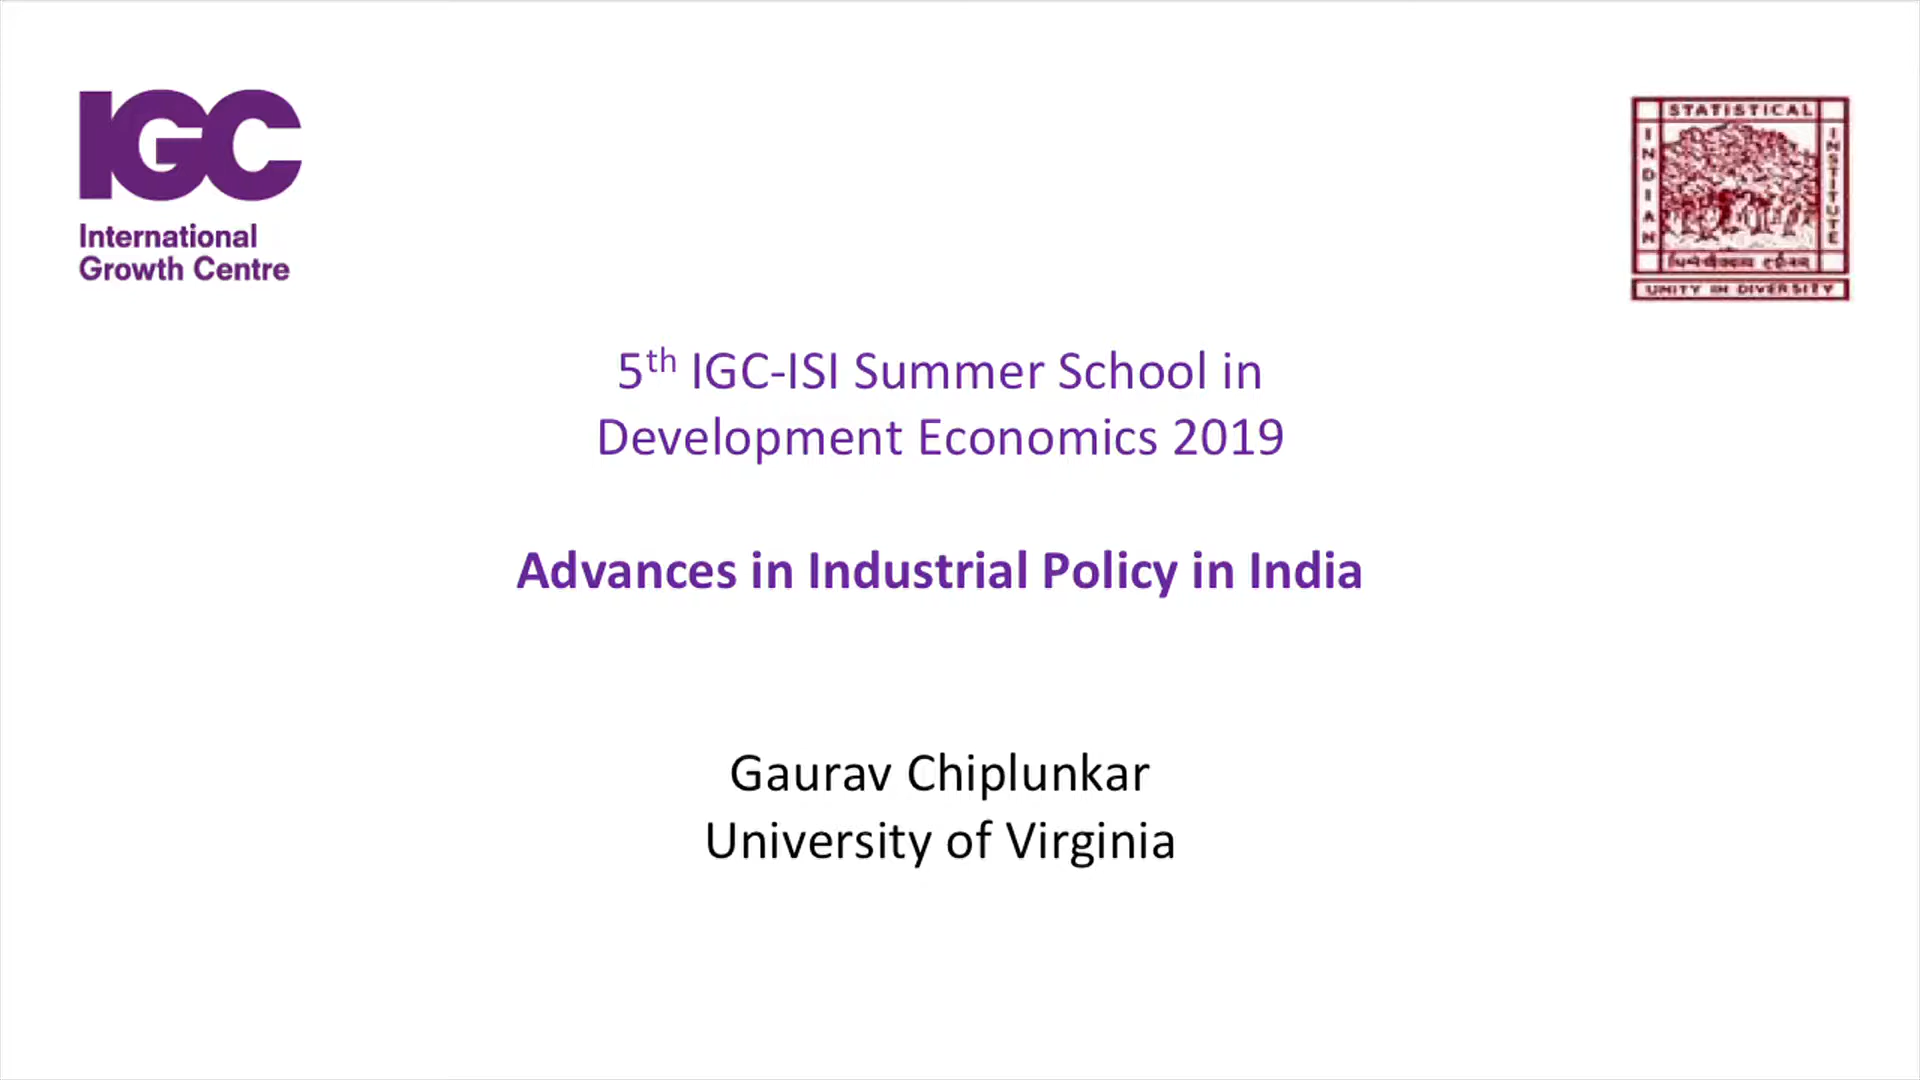 IGC
International
Growth Centre
STATISTICAL
INDIAN
INSTITUTE
UNITY IN DIVERSITY
5th IGC-ISI Summer School in
Development Economics 2019
Advances in Industrial Policy in India
Gaurav Chiplunkar
University of Virginia